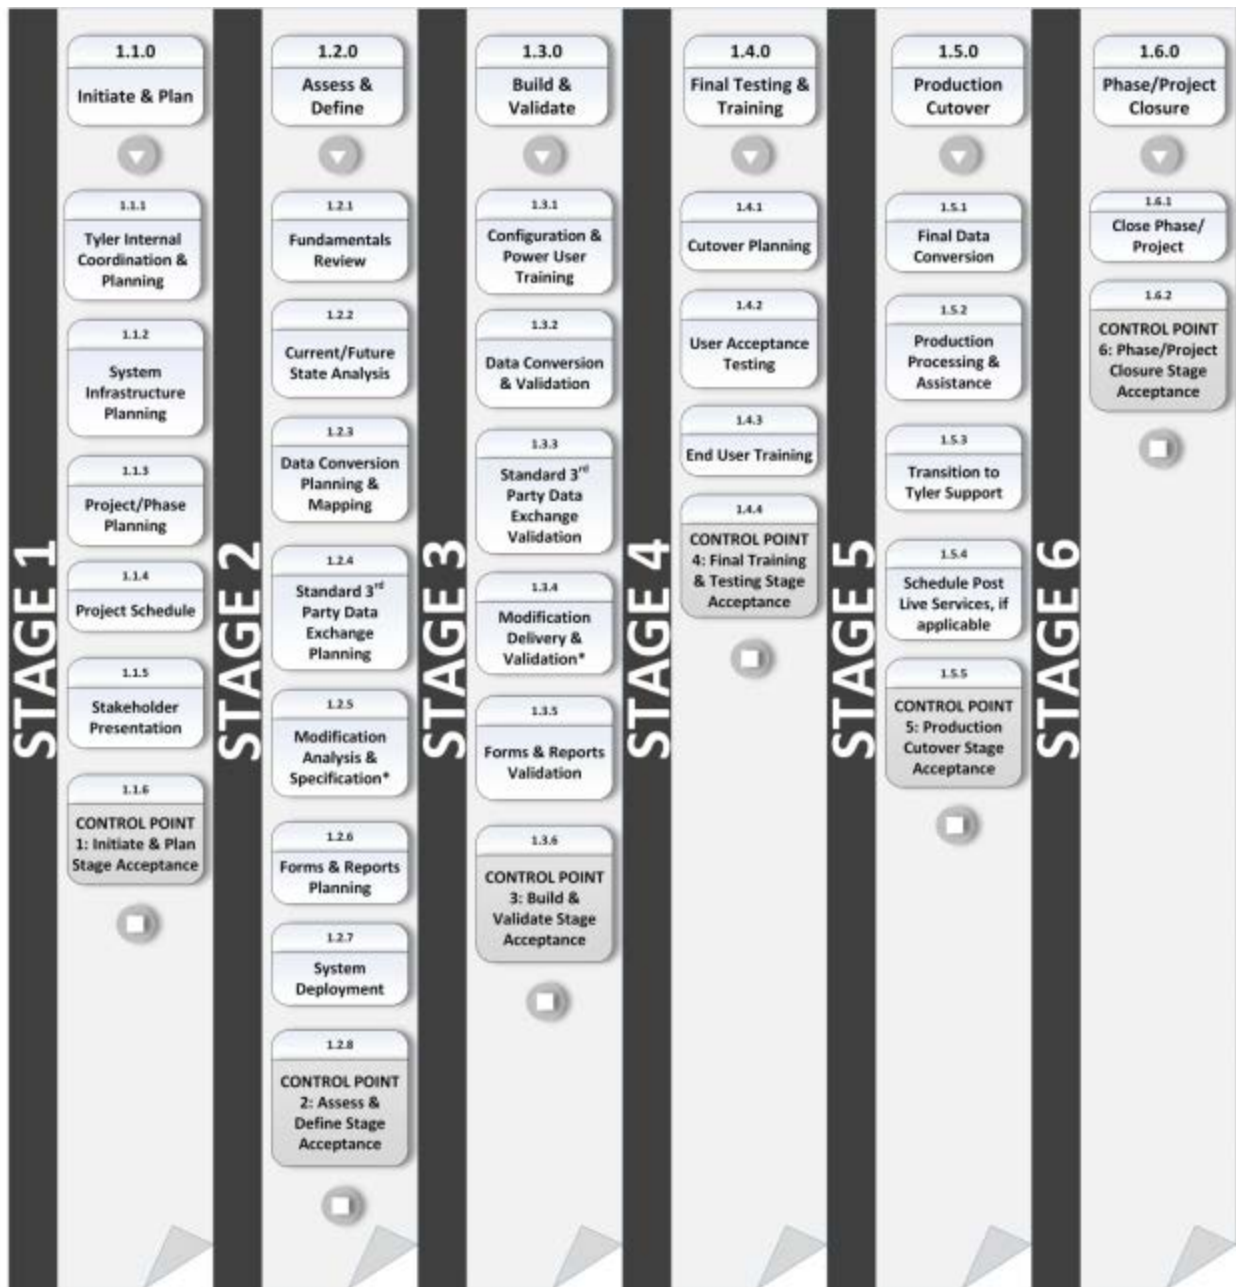 STAGE 1
1.1.0
Initiate & Plan
1.1.1
Tyler Internal
Coordination &
Planning
1.1.2
System
Infrastructure
Planning
1.1.3
Project/Phase
Planning
1.1.4
Project Schedule
1.1.5
Stakeholder
Presentation
1.1.6
CONTROL POINT
1: Initiate & Plan
Stage Acceptance
STAGE 2
1.2.0
Assess &
Define
1.2.1
Fundamentals
Review
1.2.2
Current/Future
State Analysis
1.2.3
Data Conversion
Planning &
Mapping
1.2.4
Standard 3rd
Party Data
Exchange
Planning
1.2.5
Modification
Analysis &
Specification*
1.2.6
Forms & Reports
Planning
1.2.7
System
Deployment
1.2.8
CONTROL POINT
2: Assess &
Define Stage
Acceptance
STAGE 3
1.3.0
Build &
Validate
1.3.1
Configuration &
Power User
Training
1.3.2
Data Conversion
& Validation
1.3.3
Standard 3rd
Party Data
Exchange
Validation
1.3.4
Modification
Delivery &
Validation*
1.3.5
Forms & Reports
Validation
1.3.6
CONTROL POINT
3: Build &
Validate Stage
Acceptance
STAGE 4
1.4.0
Final Testing &
Training
1.4.1
Cutover Planning
1.4.2
User Acceptance
Testing
1.4.3
End User Training
1.4.4
CONTROL POINT
4: Final Training
& Testing Stage
Acceptance
STAGE 5
1.5.0
Production
Cutover
1.5.1
Final Data
Conversion
1.5.2
Production
Processing &
Assistance
1.5.3
Transition to
Tyler Support
1.5.4
Schedule Post
Live Services, if
applicable
1.5.5
CONTROL POINT
5: Production
Cutover Stage
Acceptance
STAGE 6
1.6.0
Phase/Project
Closure
1.6.1
Close Phase/
Project
1.6.2
CONTROL POINT
6: Phase/Project
Closure Stage
Acceptance